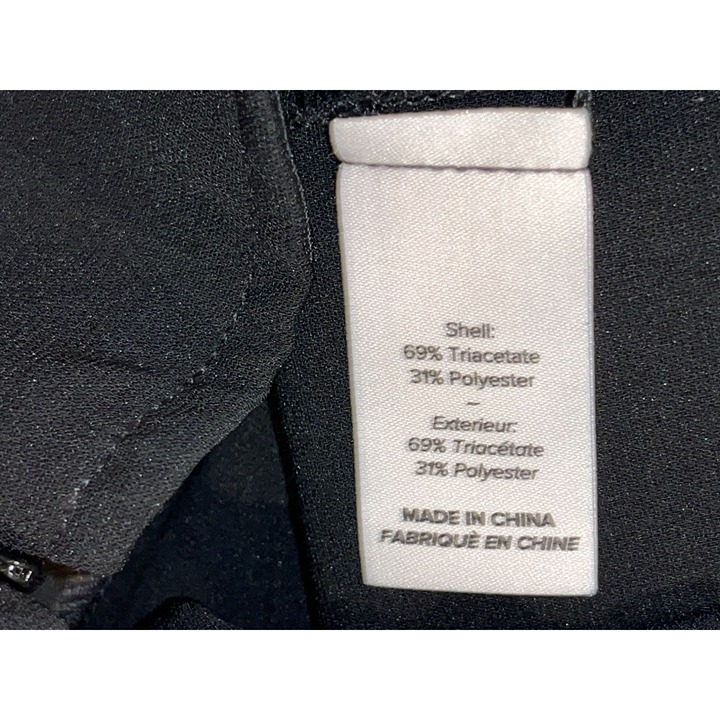 Shell:
69% Triacetate
31% Polyester
–
Exterieur:
69% Triacétate
31% Polyester
MADE IN CHINA
FABRIQUÈ EN CHINE